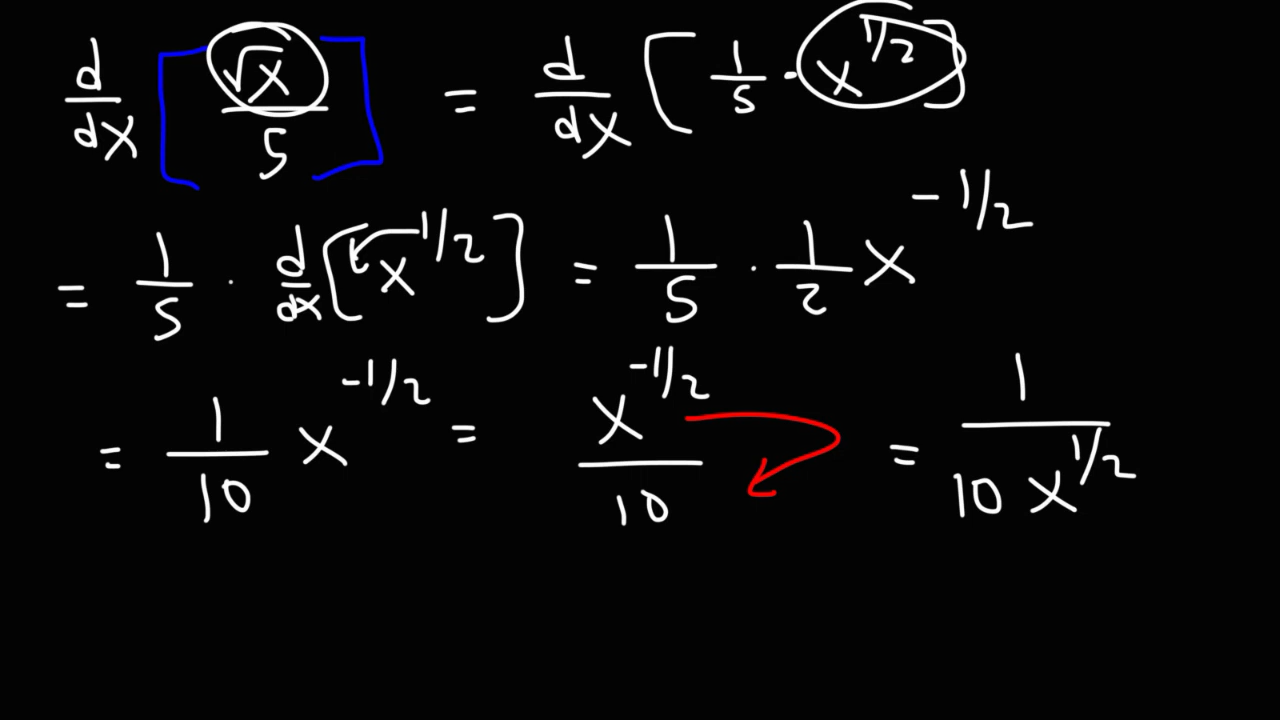 d/dx [√x / 5] = d/dx [1/5 · x^1/2]
= 1/5 · d/dx [x^1/2] = 1/5 · 1/2 x^-1/2
= 1/10 x^-1/2 = x^-1/2 / 10 = 1 / 10 x^1/2